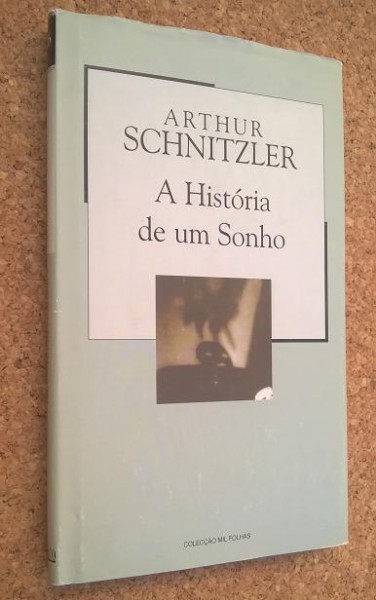 ARTHUR
SCHNITZLER
A História
de um Sonho
COLECÇÃO MIL FOLHAS